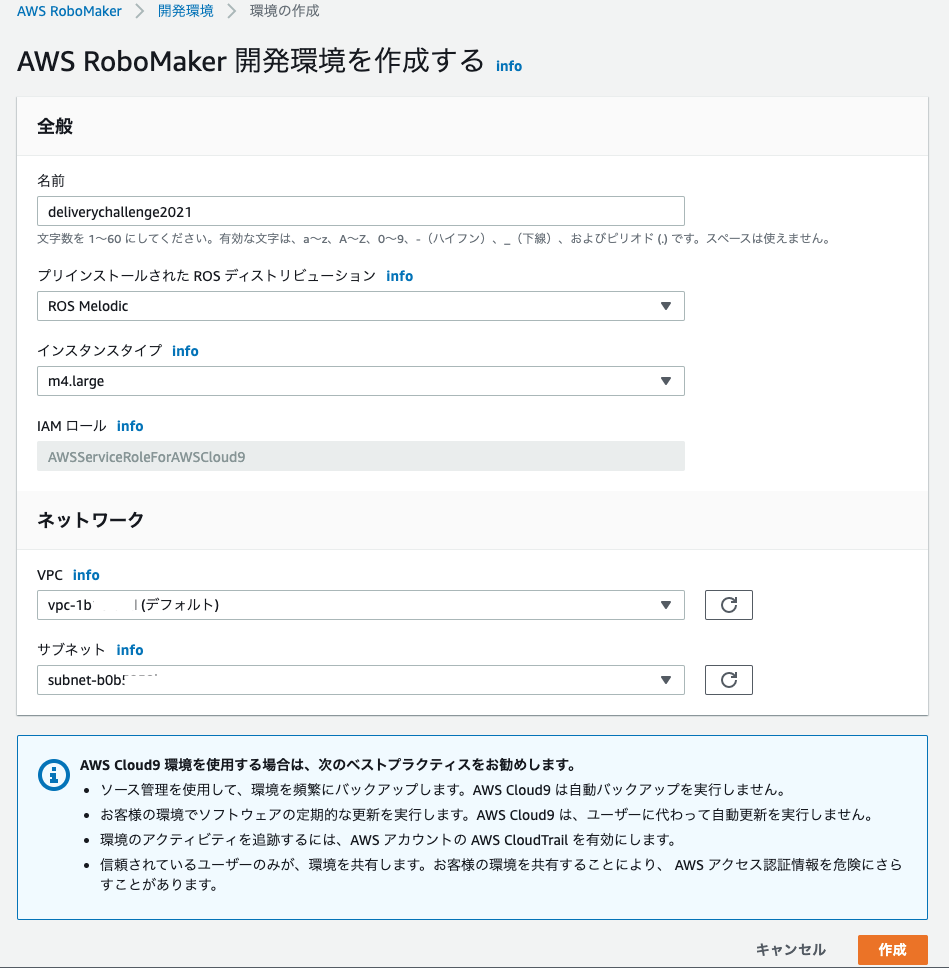 AWS RoboMaker > 開発環境 > 環境の作成
AWS RoboMaker 開発環境を作成する info
全般
名前
deliverychallenge2021
文字数を 1〜60 にしてください。有効な文字は、a〜z、A〜Z、0〜9、-（ハイフン）、_（下線）、およびピリオド (.) です。スペースは使えません。
プリインストールされた ROS ディストリビューション info
ROS Melodic
インスタンスタイプ info
m4.large
IAM ロール info
AWSServiceRoleForAWSCloud9
ネットワーク
VPC info
vpc-1b (デフォルト)
サブネット info
subnet-b0b
AWS Cloud9 環境を使用する場合は、次のベストプラクティスをお勧めします。
• ソース管理を使用して、環境を頻繁にバックアップします。AWS Cloud9 は自動バックアップを実行しません。
• お客様の環境でソフトウェアの定期的な更新を実行します。AWS Cloud9 は、ユーザーに代わって自動更新を実行しません。
• 環境のアクティビティを追跡するには、AWS アカウントの AWS CloudTrail を有効にします。
• 信頼されているユーザーのみが、環境を共有します。お客様の環境を共有することにより、 AWS アクセス認証情報を危険にさら
すことがあります。
キャンセル 作成